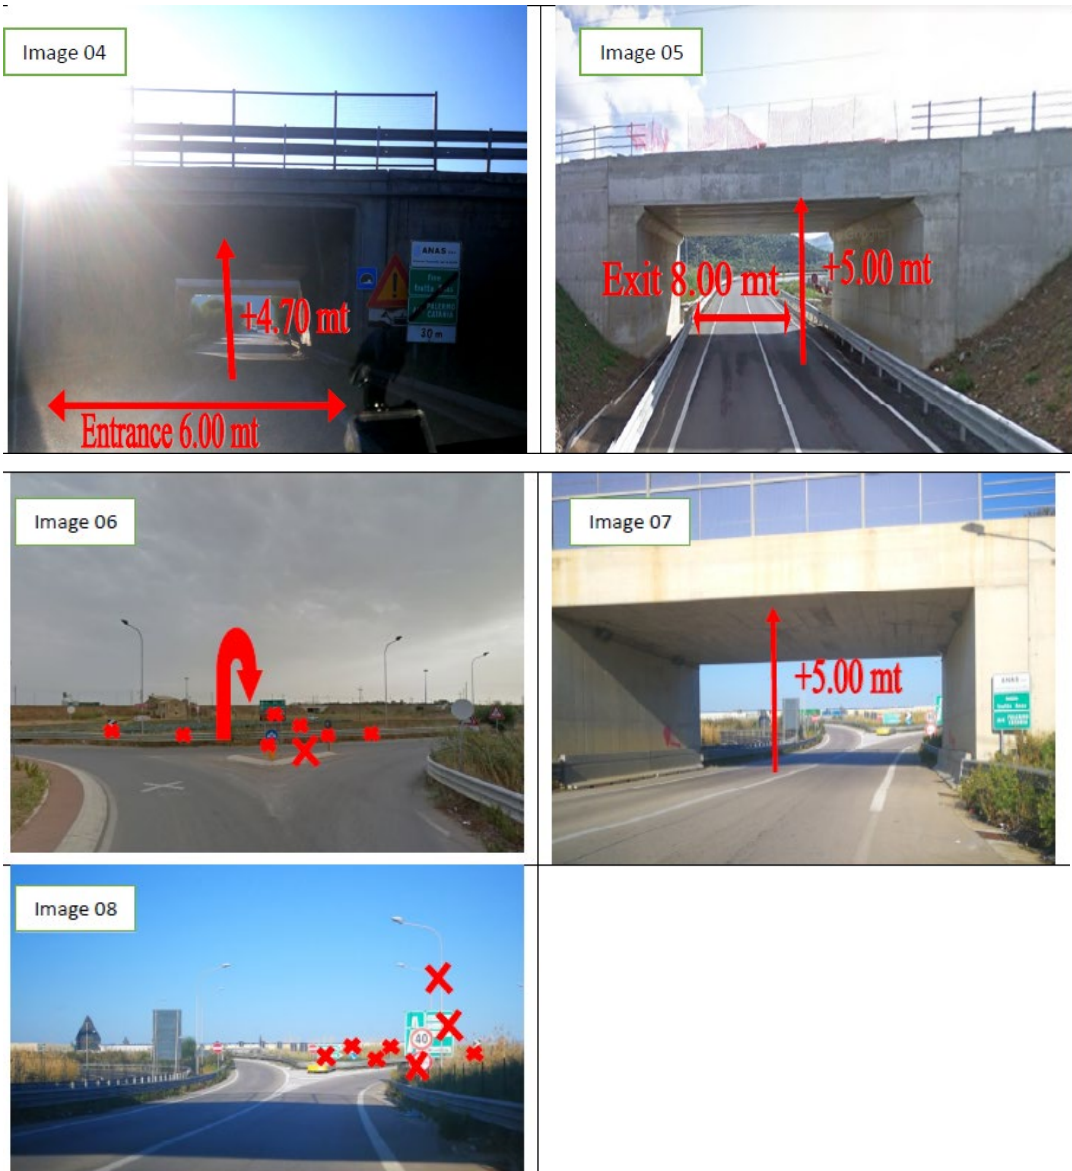 Image 04
ANAS
30 m
+4.70 mt
Entrance 6.00 mt
Image 05
Exit 8.00 mt
+5.00 mt
Image 06
Image 07
+5.00 mt
ANAS
Image 08
40